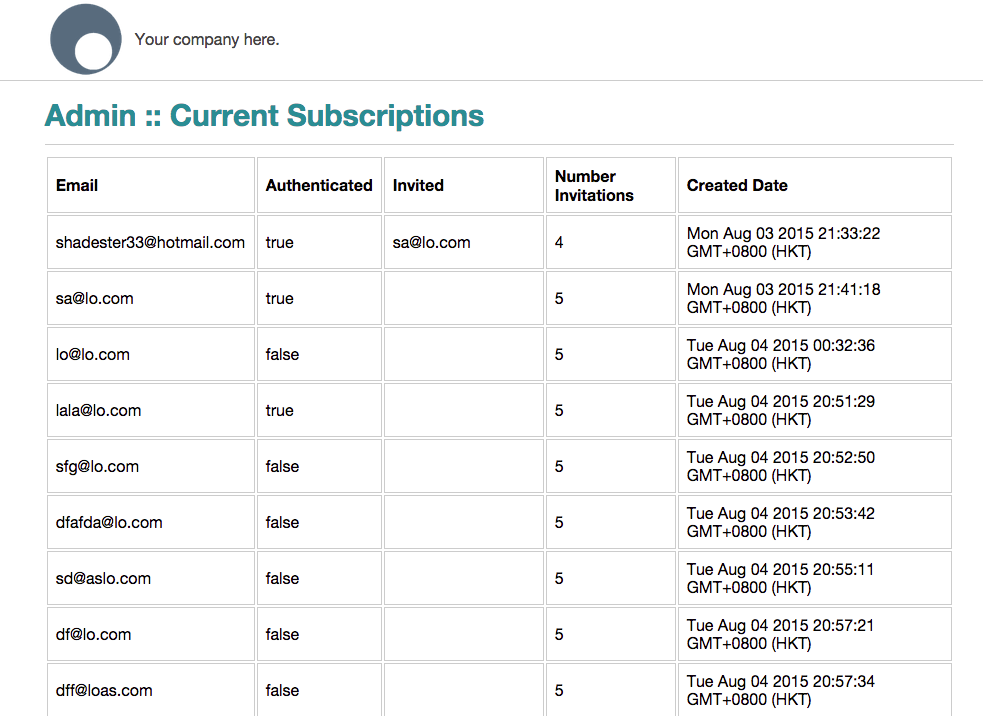 Your company here.
Admin :: Current Subscriptions
Email Authenticated Invited Number Invitations Created Date
shadester33@hotmail.com true sa@lo.com 4 Mon Aug 03 2015 21:33:22 GMT+0800 (HKT)
sa@lo.com true 5 Mon Aug 03 2015 21:41:18 GMT+0800 (HKT)
lo@lo.com false 5 Tue Aug 04 2015 00:32:36 GMT+0800 (HKT)
lala@lo.com true 5 Tue Aug 04 2015 20:51:29 GMT+0800 (HKT)
sfg@lo.com false 5 Tue Aug 04 2015 20:52:50 GMT+0800 (HKT)
dfafda@lo.com false 5 Tue Aug 04 2015 20:53:42 GMT+0800 (HKT)
sd@aslo.com false 5 Tue Aug 04 2015 20:55:11 GMT+0800 (HKT)
df@lo.com false 5 Tue Aug 04 2015 20:57:21 GMT+0800 (HKT)
dff@loas.com false 5 Tue Aug 04 2015 20:57:34 GMT+0800 (HKT)